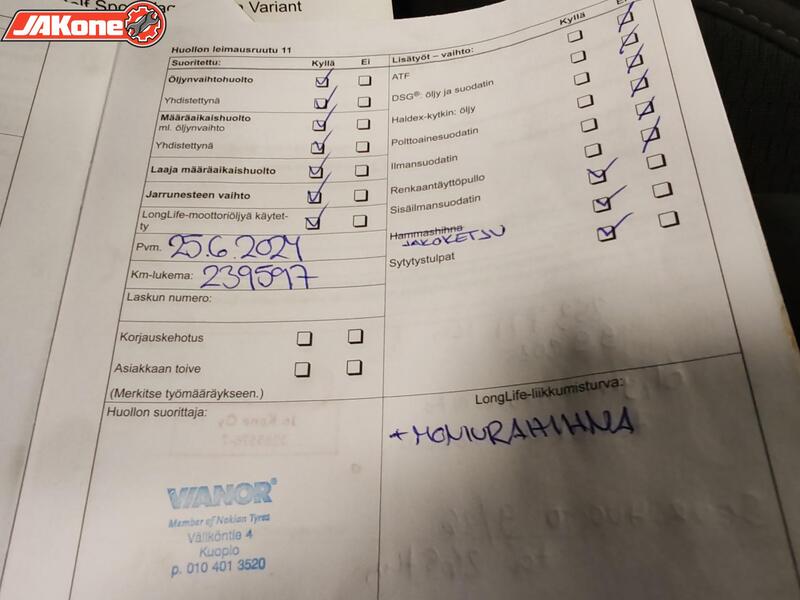 JAKone
Variant
Huollon leimausruutu 11
Suoritettu: Kyllä Ei
Öljynvaihtohuolto
Yhdistettynä
Määräaikaishuolto
ml. öljynvaihto
Yhdistettynä
Laaja määräaikaishuolto
Jarrunesteen vaihto
LongLife-moottoriöljyä käytet-
ty
Pvm. 25.6.2024
Km-lukema: 239597
Laskun numero:
Korjauskehotus
Asiakkaan toive
(Merkitse työmääräykseen.)
Huollon suorittaja:
VIANOR
Member of Nokian Tyres
Väliköntie 4
Kuopio
p. 010 401 3520
Lisätyöt – vaihto: Kyllä Ei
ATF
DSG®: öljy ja suodatin
Haldex-kytkin: öljy
Polttoainesuodatin
Ilmansuodatin
Renkaantäyttöpullo
Sisäilmansuodatin
Hammashihna
JAKOKETJU
Sytytystulpat
LongLife-liikkumisturva:
+ MONIURAHIHNA